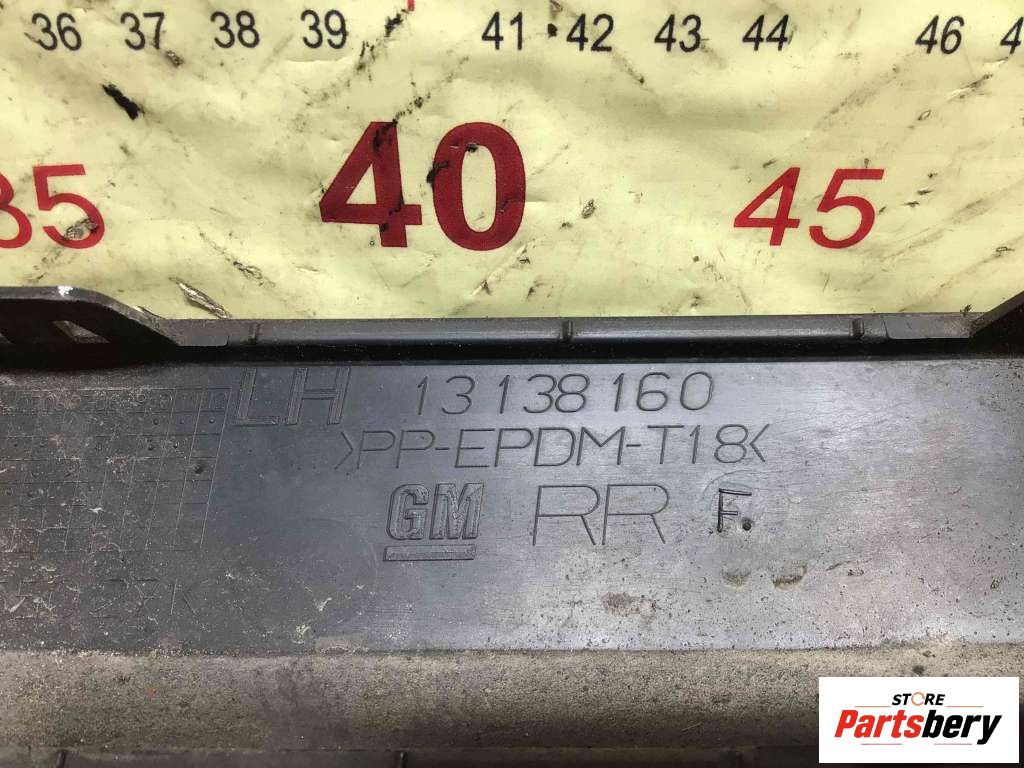 36 37 38 39 41 42 43 44 46
35 40 45
LH 13138160
>PP-EPDM-T18<
GM RR F
STORE
Partsbery